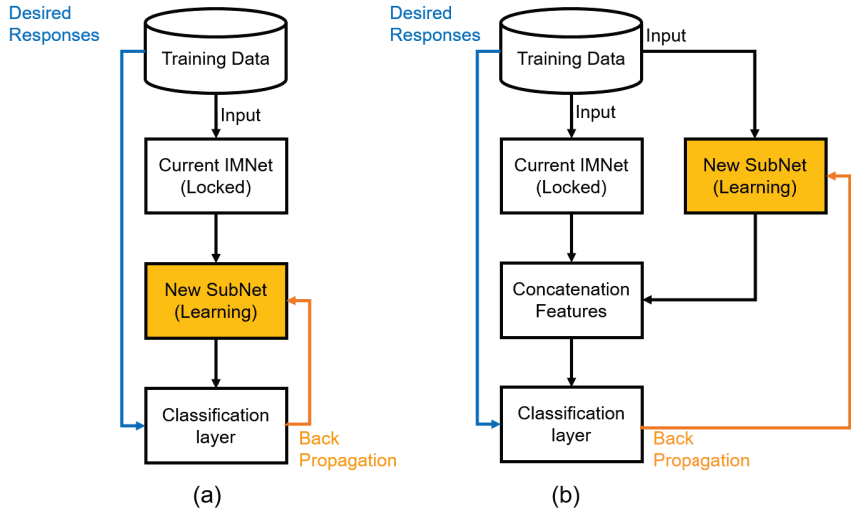 Desired
Responses
Training Data
Input
Current IMNet
(Locked)
New SubNet
(Learning)
Classification
layer
Back
Propagation
(a)
Desired
Responses
Training Data
Input
Input
Current IMNet
(Locked)
New SubNet
(Learning)
Concatenation
Features
Classification
layer
Back
Propagation
(b)